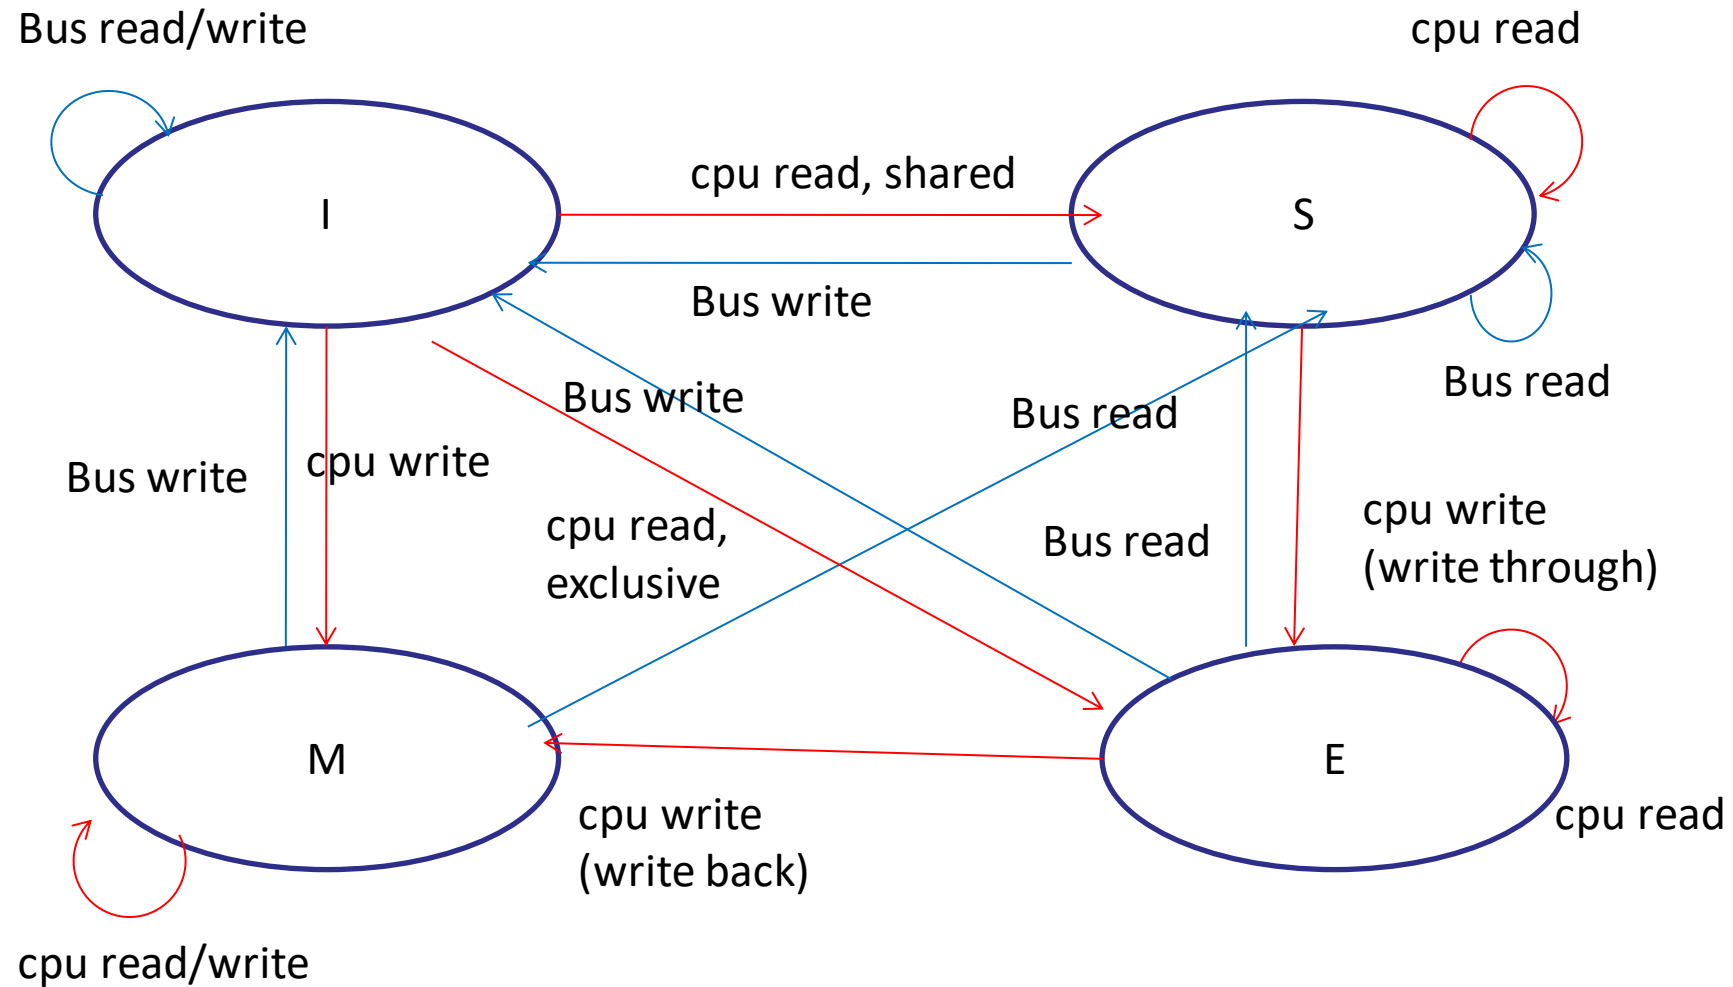 Bus read/write
cpu read
cpu read, shared
I
S
Bus write
Bus read
Bus write
Bus read
Bus write
cpu write
cpu read,
exclusive
Bus read
cpu write
(write through)
M
E
cpu write
(write back)
cpu read
cpu read/write